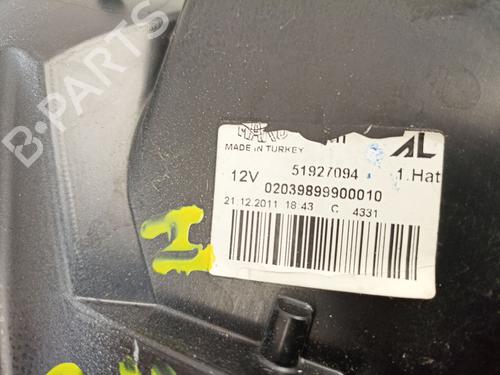 B-PARTS
MADE IN TURKEY
AL
12V 51927094 1.Hat
02039899900010
21.12.2011 18:43 C 4331